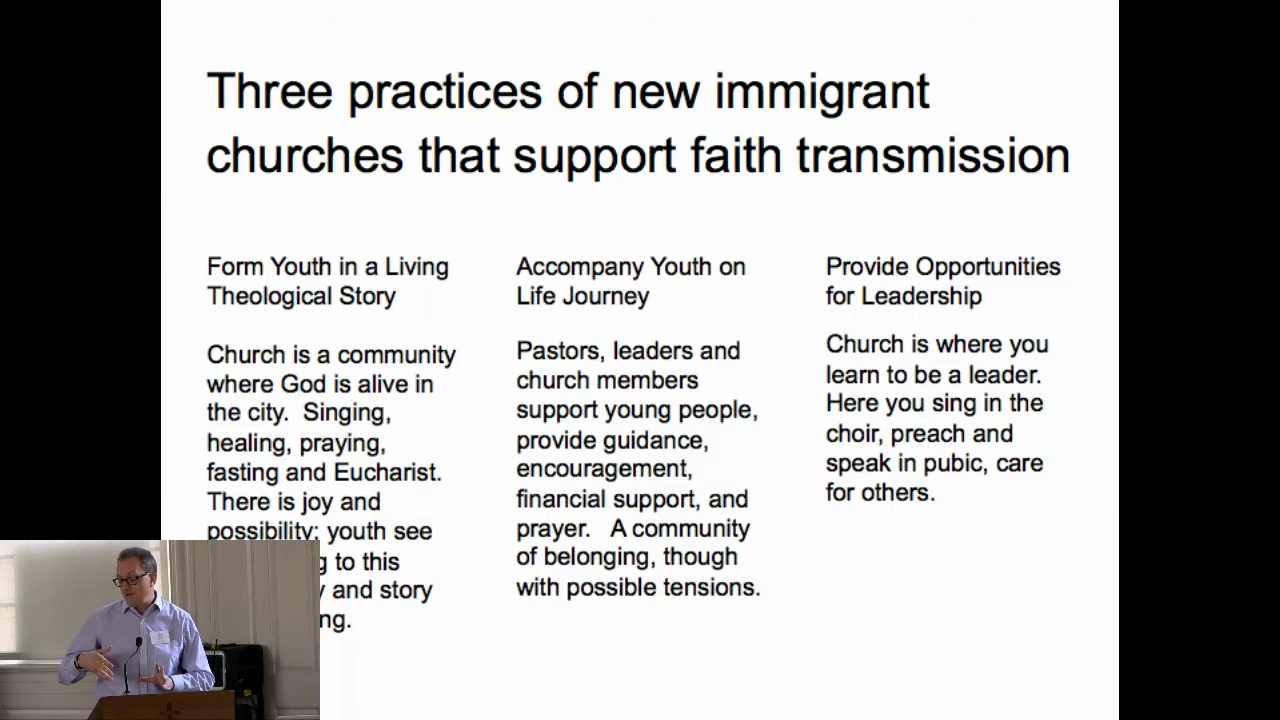 Three practices of new immigrant
churches that support faith transmission
Form Youth in a Living
Theological Story
Church is a community
where God is alive in
the city. Singing,
healing, praying,
fasting and Eucharist.
There is joy and
possibility; youth see
to this
and story
Accompany Youth on
Life Journey
Pastors, leaders and
church members
support young people,
provide guidance,
encouragement,
financial support, and
prayer. A community
of belonging, though
with possible tensions.
Provide Opportunities
for Leadership
Church is where you
learn to be a leader.
Here you sing in the
choir, preach and
speak in pubic, care
for others.